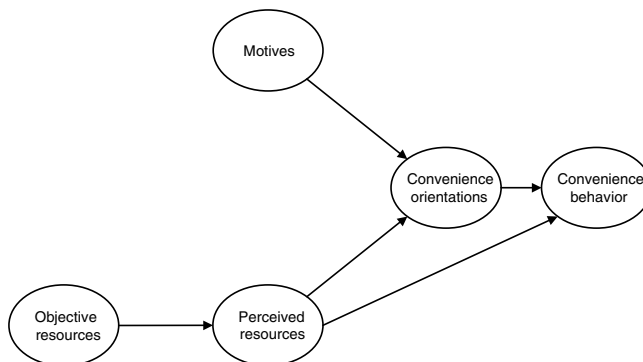 Motives
Convenience
orientations
Convenience
behavior
Objective
resources
Perceived
resources